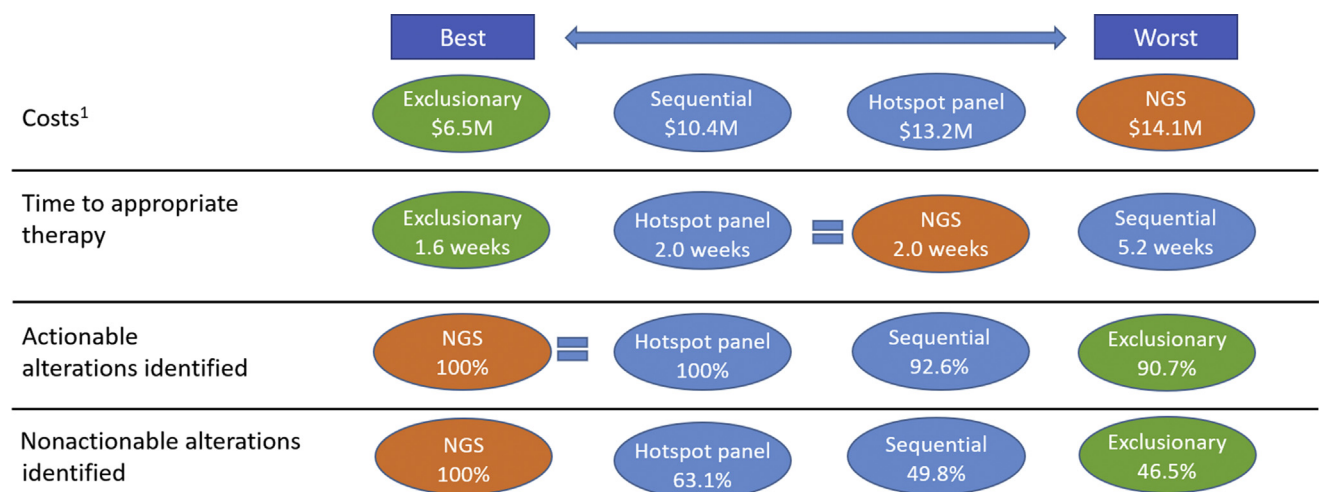 Best
Worst
Costs1
Exclusionary
$6.5M
Sequential
$10.4M
Hotspot panel
$13.2M
NGS
$14.1M
Time to appropriate
therapy
Exclusionary
1.6 weeks
Hotspot panel
2.0 weeks
NGS
2.0 weeks
Sequential
5.2 weeks
Actionable
alterations identified
NGS
100%
Hotspot panel
100%
Sequential
92.6%
Exclusionary
90.7%
Nonactionable alterations
identified
NGS
100%
Hotspot panel
63.1%
Sequential
49.8%
Exclusionary
46.5%